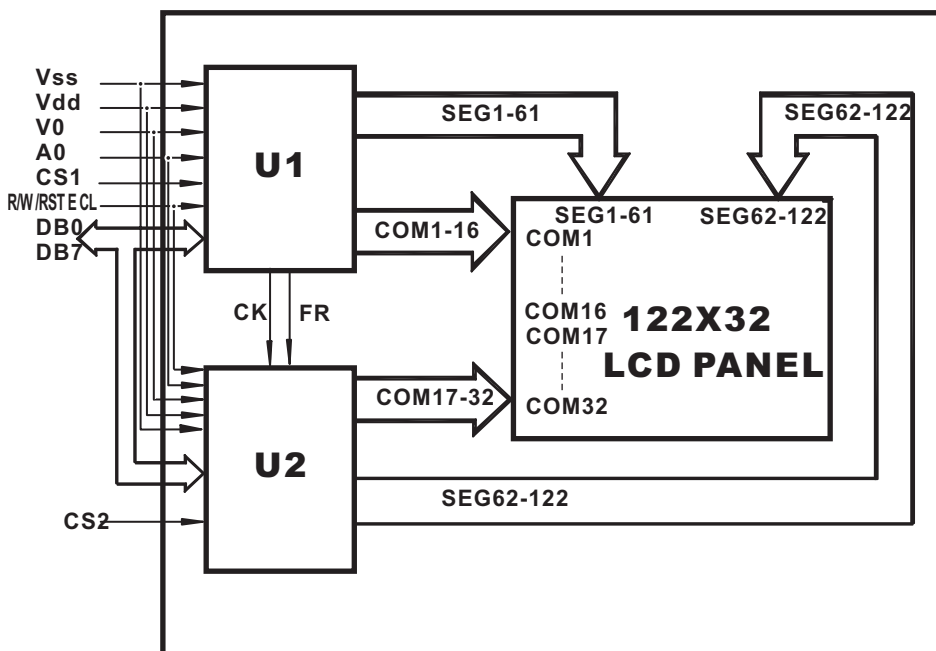 Vss
Vdd
V0
A0
CS1
R/W /RST E CL
DB0
DB7
CS2
U1
CK
FR
U2
SEG1-61
SEG62-122
COM1-16
COM17-32
SEG62-122
SEG1-61
SEG62-122
COM1
COM16
COM17
COM32
122X32
LCD PANEL